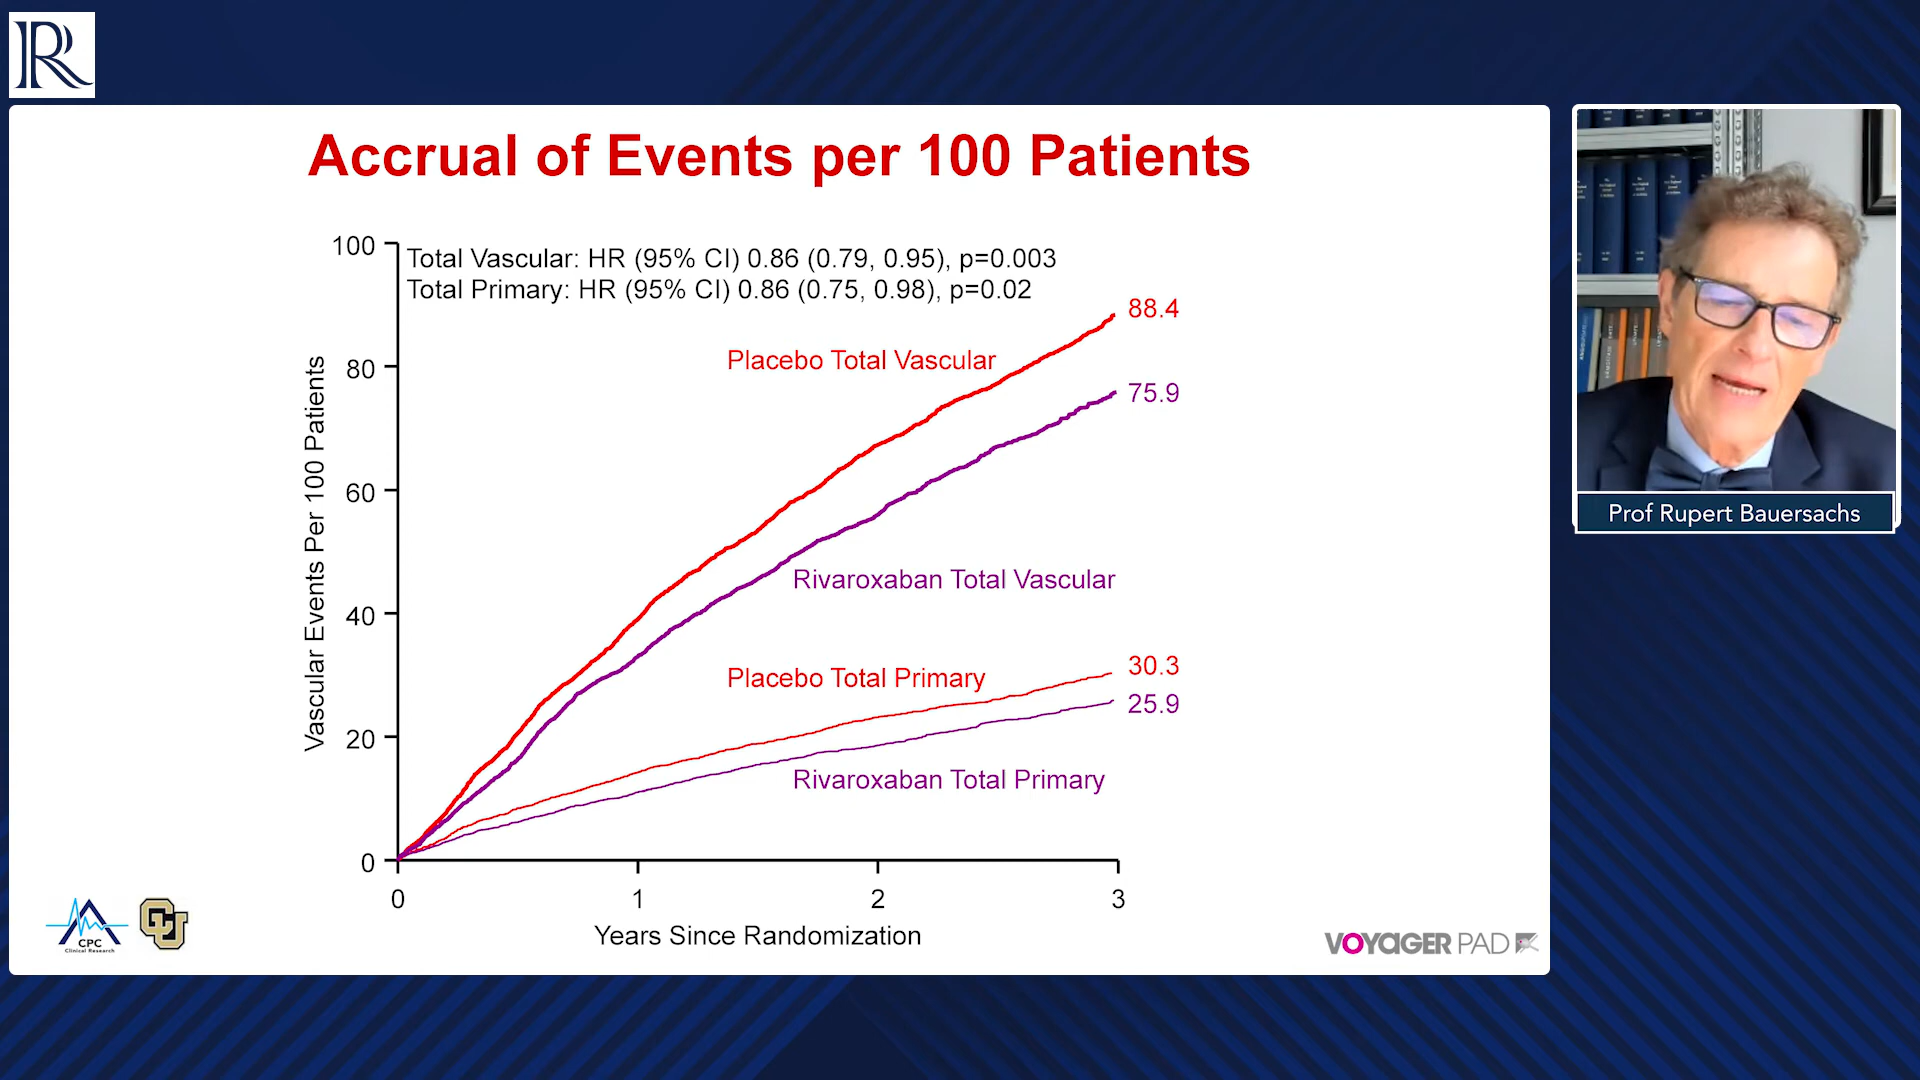 R
Accrual of Events per 100 Patients
100
80
60
40
20
0
Vascular Events Per 100 Patients
Total Vascular: HR (95% CI) 0.86 (0.79, 0.95), p=0.003
Total Primary: HR (95% CI) 0.86 (0.75, 0.98), p=0.02
88.4
Placebo Total Vascular
75.9
Rivaroxaban Total Vascular
Placebo Total Primary
30.3
25.9
Rivaroxaban Total Primary
0 1 2 3
Years Since Randomization
CPC
Clinical Research
CU
VOYAGER PAD
Prof Rupert Bauersachs